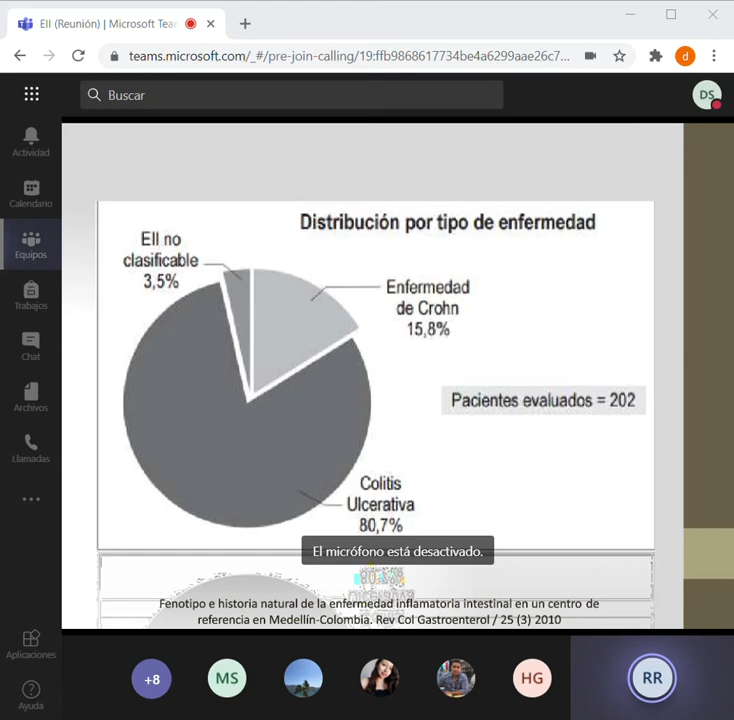 EII (Reunión) | Microsoft Tear
teams.microsoft.com/_#/pre-join-calling/19:ffb9868617734be4a6299aae26c7...
d
Buscar
DS
Actividad
Calendario
Equipos
Trabajos
Chat
Archivos
Llamadas
Aplicaciones
Ayuda
Distribución por tipo de enfermedad
EII no
clasificable
3,5%
Enfermedad
de Crohn
15,8%
Pacientes evaluados = 202
Colitis
Ulcerativa
80,7%
El micrófono está desactivado.
Fenotipo e historia natural de la enfermedad inflamatoria intestinal en un centro de
referencia en Medellín-Colombia. Rev Col Gastroenterol / 25 (3) 2010
+8
MS
HG
RR